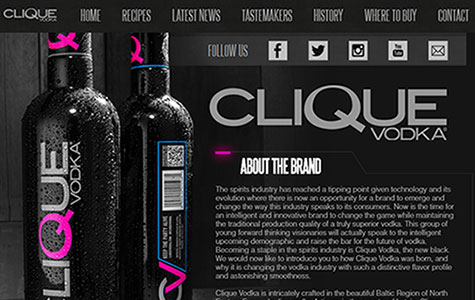 CLIQUE VODKA HOME RECIPES LATEST NEWS TASTEMAKERS HISTORY WHERE TO BUY CONTACT
FOLLOW US
You Tube
CLIQUE
VODKA
CLIQUE VODKA
KEEP THE PARTY ALIVE
ABOUT THE BRAND
The spirits industry has reached a tipping point given technology and its
evolution where there is now an opportunity for a brand to emerge and
change the way this industry speaks to its consumers. Now is the time for
an intelligent and innovative brand to change the game while maintaining
the traditional production quality of a truly superior vodka. This group of
young forward thinking visionaries will actually speak to the intelligent
upcoming demographic and raise the bar for the future of vodka.
Becoming a staple in the spirits industry is Clique Vodka, the new black.
We would now like to introduce you to how Clique Vodka was born, and
why it is changing the vodka industry with such a distinctive flavor profile
and astonishing smoothness.
Clique Vodka is intricately crafted in the beautiful Baltic Region of North